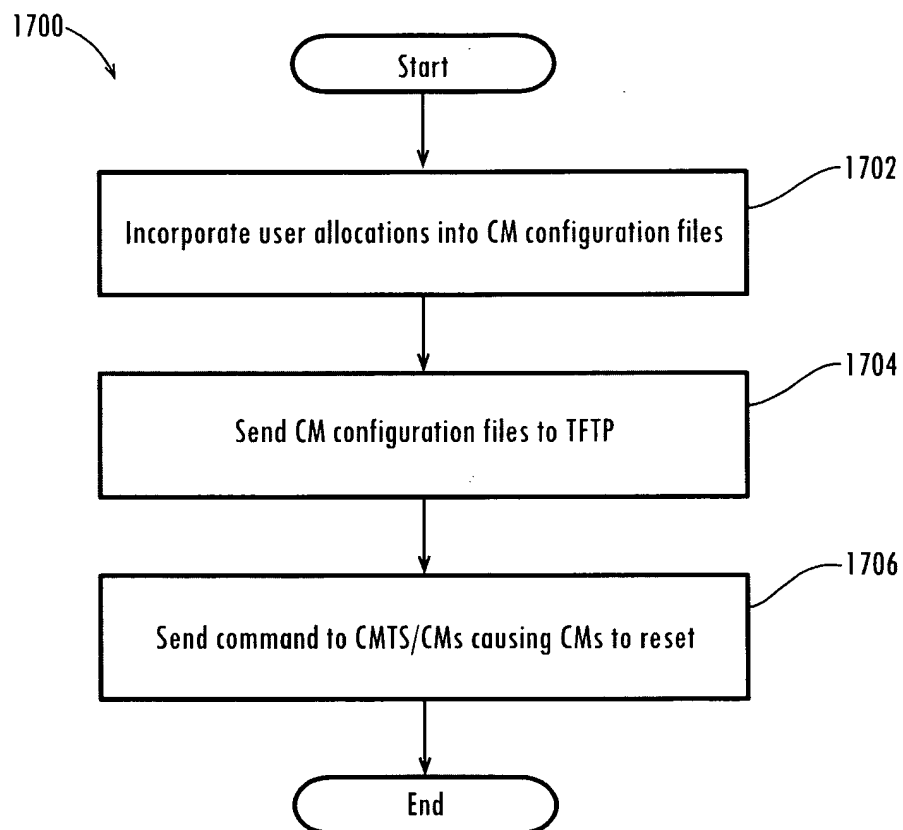 1700
Start
1702
Incorporate user allocations into CM configuration files
1704
Send CM configuration files to TFTP
1706
Send command to CMTS/CMs causing CMs to reset
End